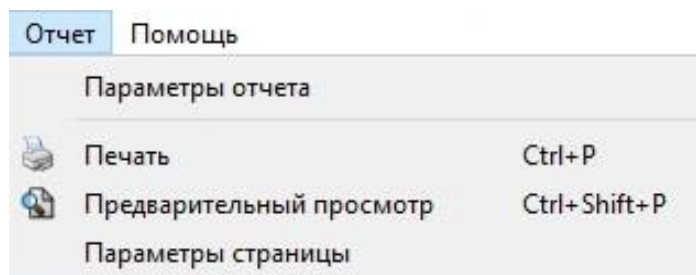 Отчет Помощь
Параметры отчета
Печать Ctrl+P
Предварительный просмотр Ctrl+Shift+P
Параметры страницы